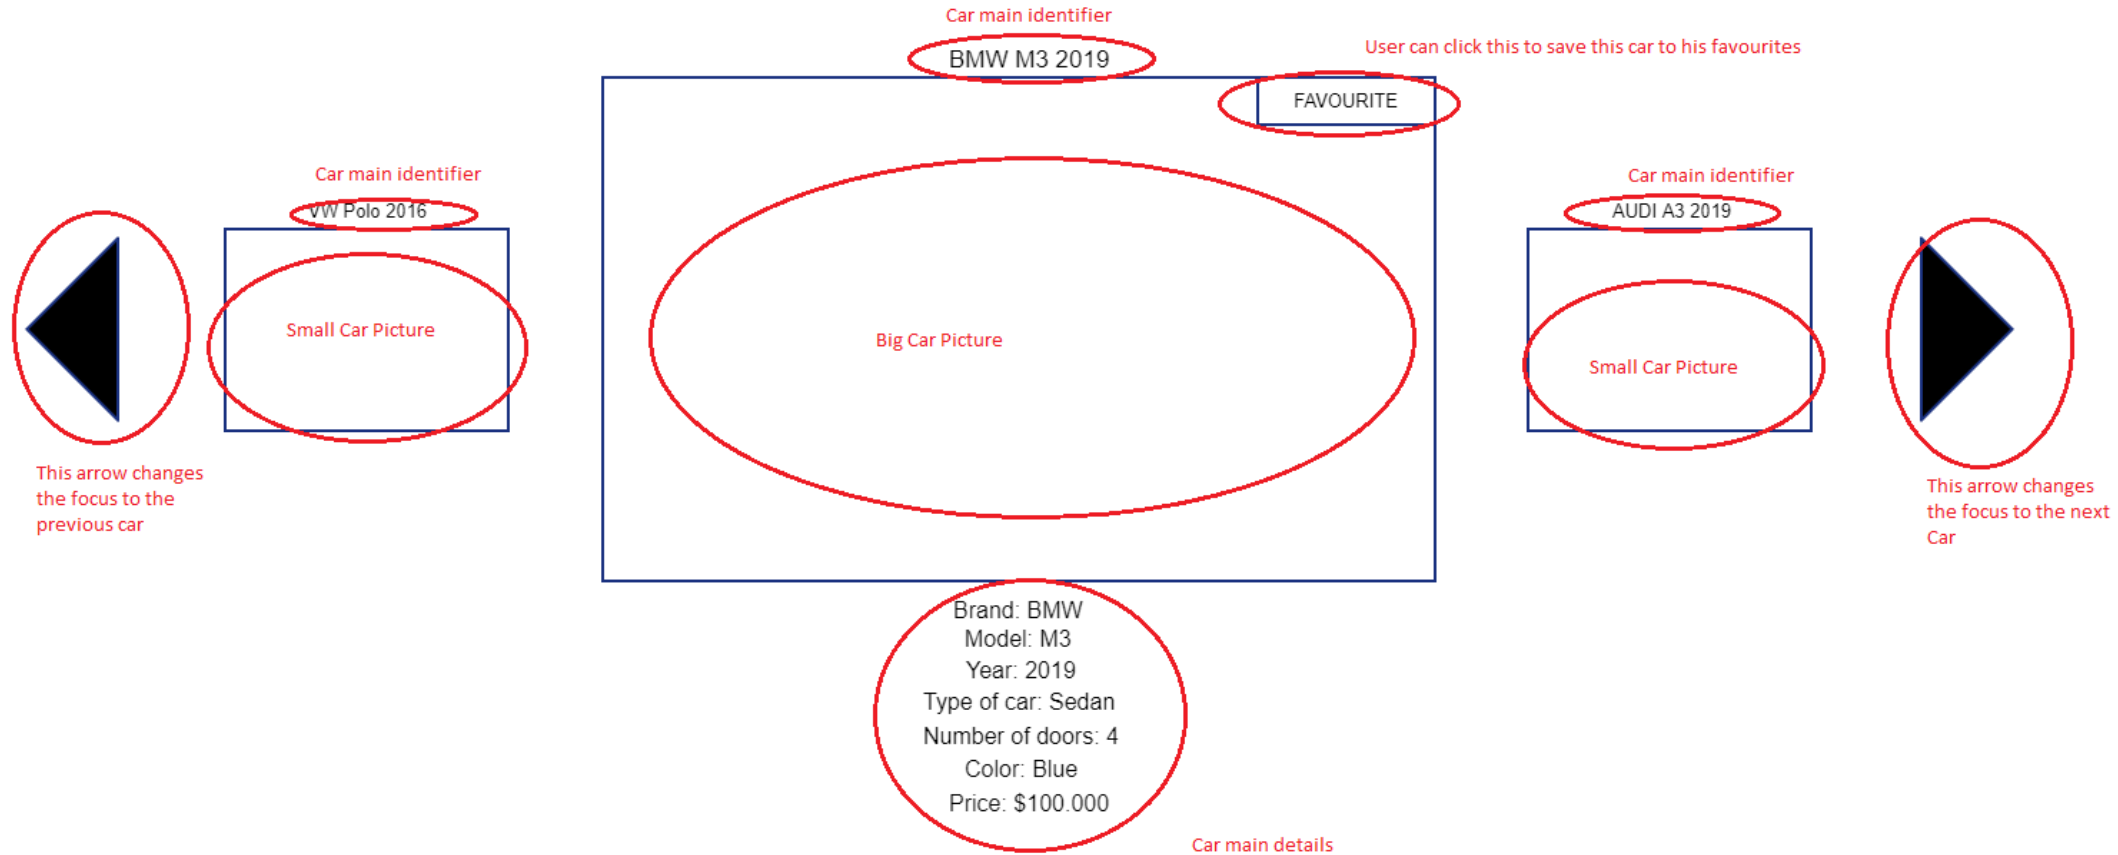 Car main identifier
BMW M3 2019
User can click this to save this car to his favourites
FAVOURITE
Car main identifier
VW Polo 2016
Car main identifier
AUDI A3 2019
Small Car Picture
Big Car Picture
Small Car Picture
This arrow changes
the focus to the
previous car
This arrow changes
the focus to the next
Car
Brand: BMW
Model: M3
Year: 2019
Type of car: Sedan
Number of doors: 4
Color: Blue
Price: $100.000
Car main details